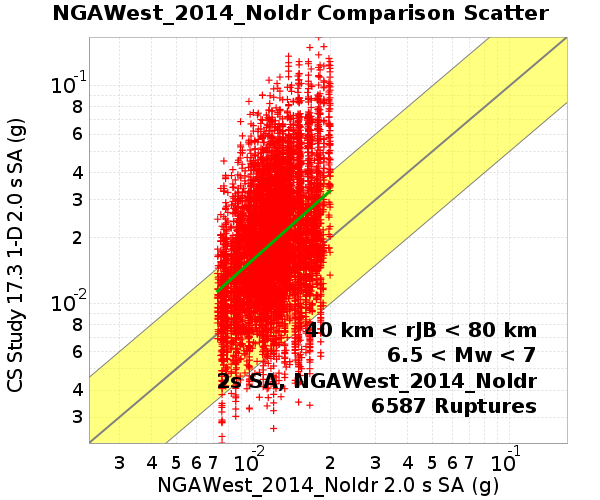 NGAWest_2014_NoIdr Comparison Scatter
CS Study 17.3 1-D 2.0 s SA (g)
10-1
8
6
4
3
2
10-2
8
6
4
3
40 km < rJB < 80 km
6.5 < Mw < 7
2s SA, NGAWest_2014_NoIdr
6587 Ruptures
3 4 5 6 7 10-2 2 3 4 5 6 7 10-1
NGAWest_2014_NoIdr 2.0 s SA (g)